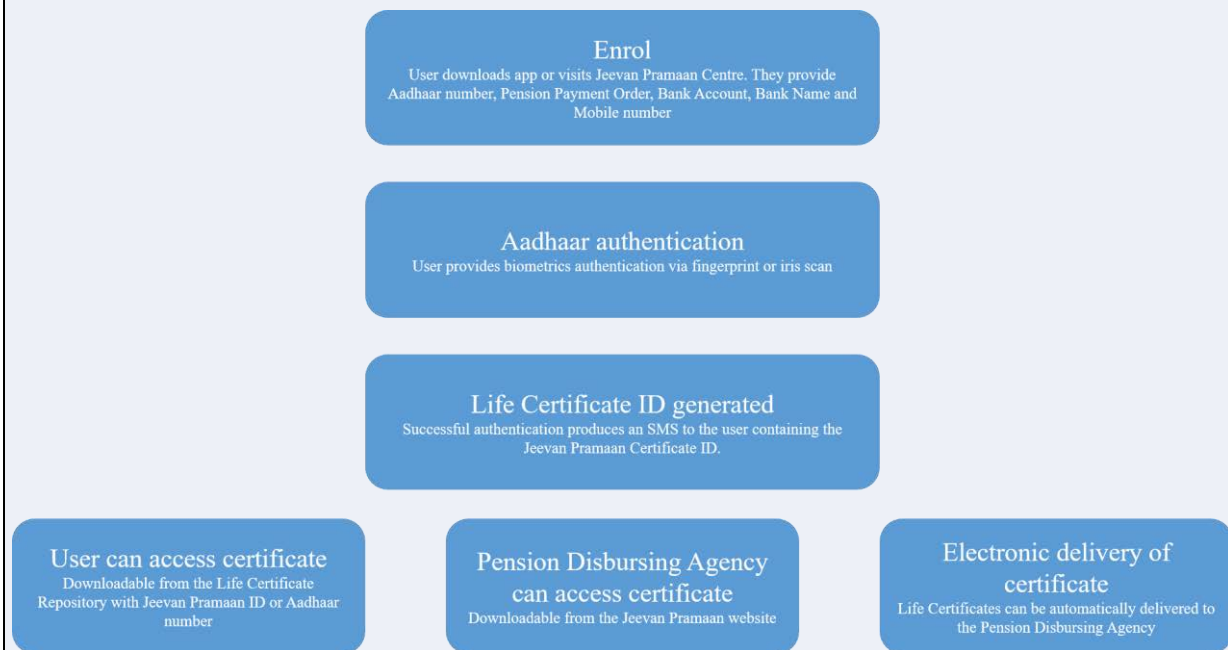 Enrol
User downloads app or visits Jeevan Pramaan Centre. They provide
Aadhaar number, Pension Payment Order, Bank Account, Bank Name and
Mobile number
Aadhaar authentication
User provides biometrics authentication via fingerprint or iris scan
Life Certificate ID generated
Successful authentication produces an SMS to the user containing the
Jeevan Pramaan Certificate ID.
User can access certificate
Downloadable from the Life Certificate
Repository with Jeevan Pramaan ID or Aadhaar
number
Pension Disbursing Agency
can access certificate
Downloadable from the Jeevan Pramaan website
Electronic delivery of
certificate
Life Certificates can be automatically delivered to
the Pension Disbursing Agency